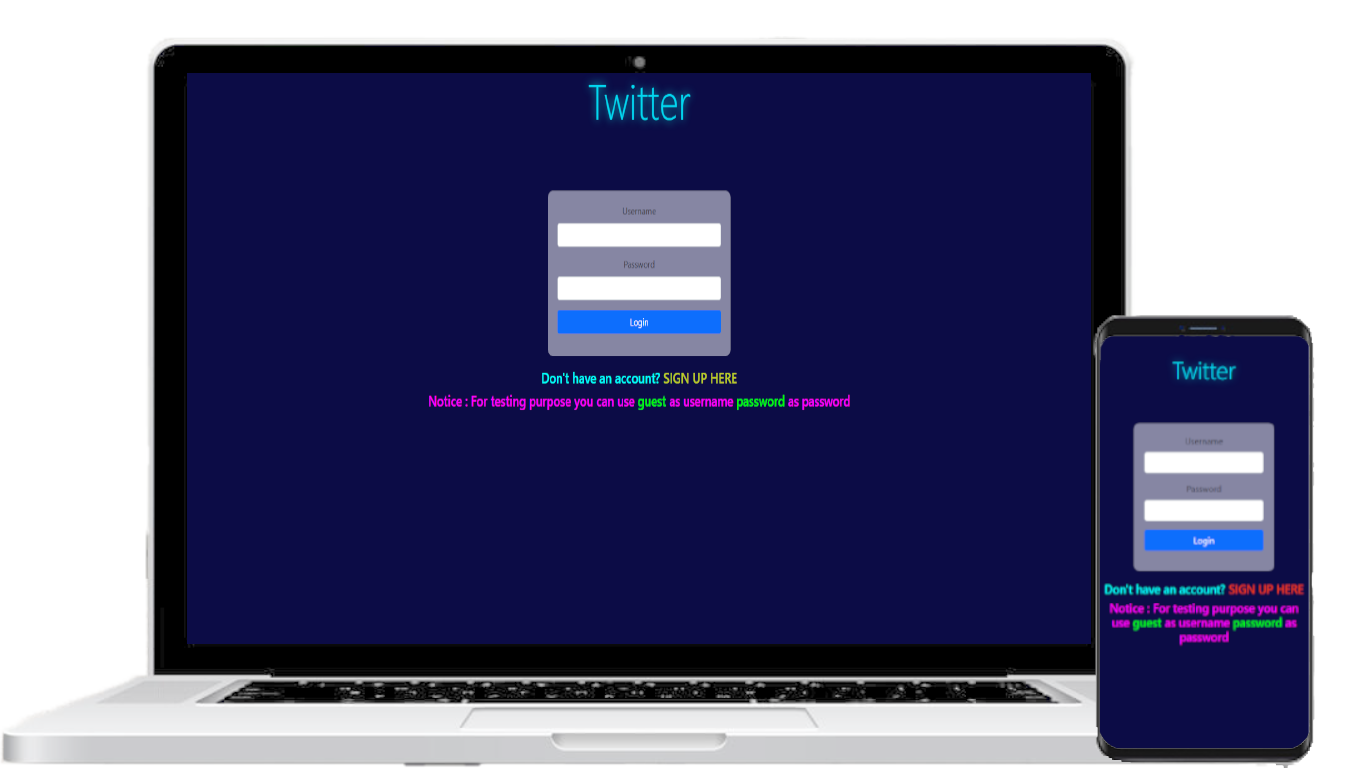 Twitter
Username
Password
Login
Don't have an account? SIGN UP HERE
Notice : For testing purpose you can use guest as username password as password
Twitter
Username
Password
Login
Don't have an account? SIGN UP HERE
Notice : For testing purpose you can
use guest as username password as
password